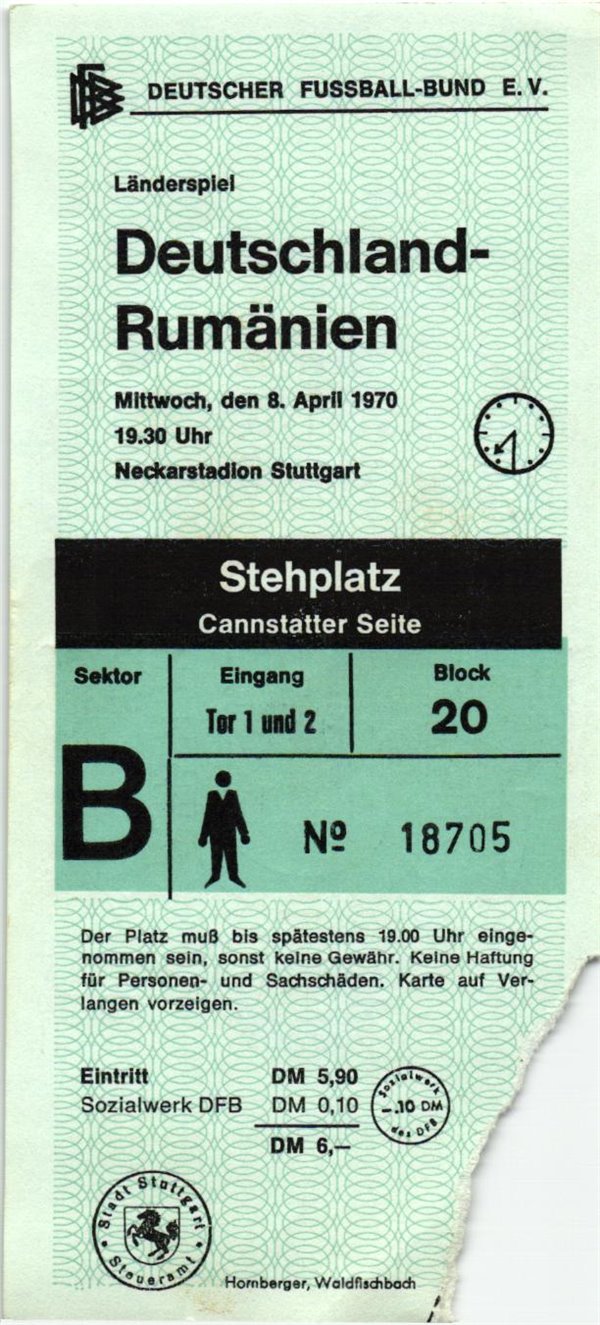 DFB
DEUTSCHER FUSSBALL-BUND E.V.
Länderspiel
Deutschland-
Rumänien
Mittwoch, den 8. April 1970
19.30 Uhr
Neckarstadion Stuttgart
Stehplatz
Cannstatter Seite
Sektor
B
Eingang
Tor 1 und 2
Block
20
Nº 18705
Der Platz muß bis spätestens 19.00 Uhr einge-
nommen sein, sonst keine Gewähr. Keine Haftung
für Personen- und Sachschäden. Karte auf Ver-
langen vorzeigen.
Eintritt DM 5,90
Sozialwerk DFB DM 0,10
DM 6,—
Sozialwerk
-.10 DM
des DFB
Stadt Stuttgart
Steueramt
Hornberger, Waldfischbach